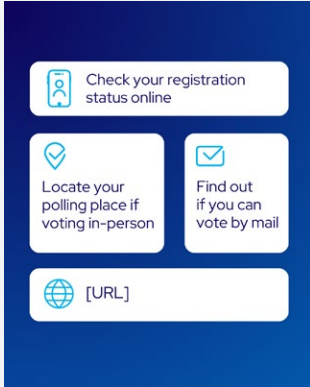 Check your registration
status online
Locate your
polling place if
voting in-person
Find out
if you can
vote by mail
[URL]